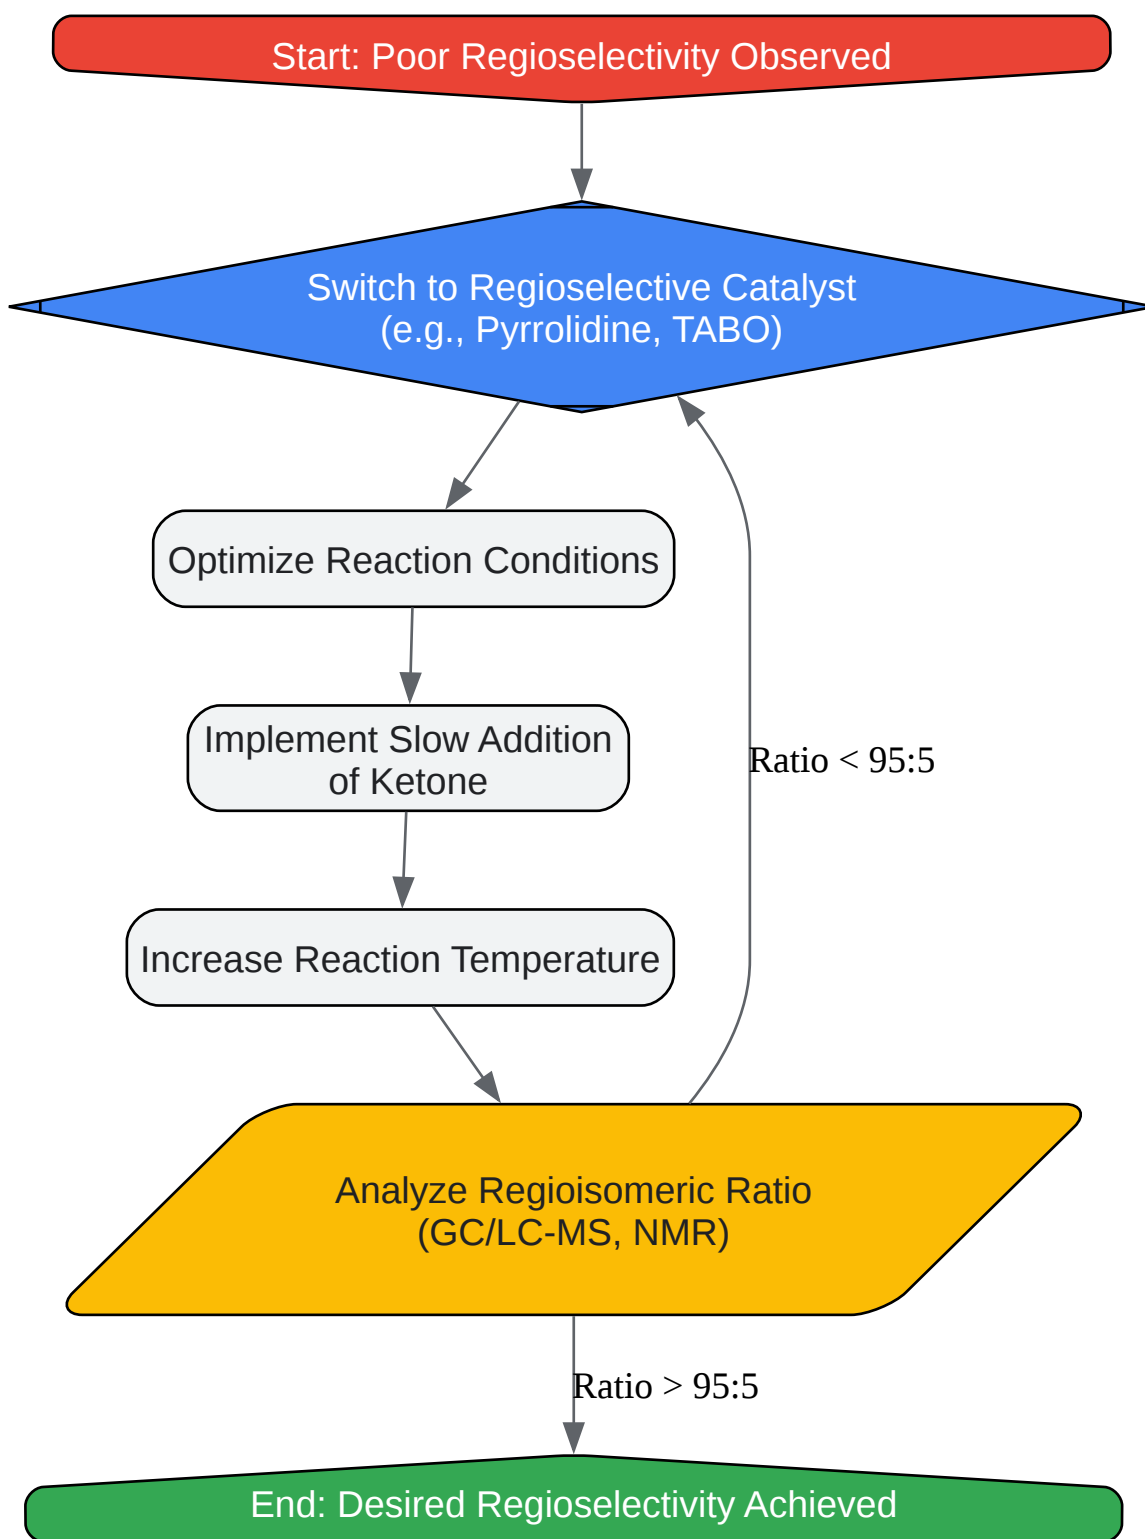 Start: Poor Regioselectivity Observed
Switch to Regioselective Catalyst
(e.g., Pyrrolidine, TABO)
Optimize Reaction Conditions
Implement Slow Addition
of Ketone
Ratio < 95:5
Increase Reaction Temperature
Analyze Regioisomeric Ratio
(GC/LC-MS, NMR)
Ratio > 95:5
End: Desired Regioselectivity Achieved